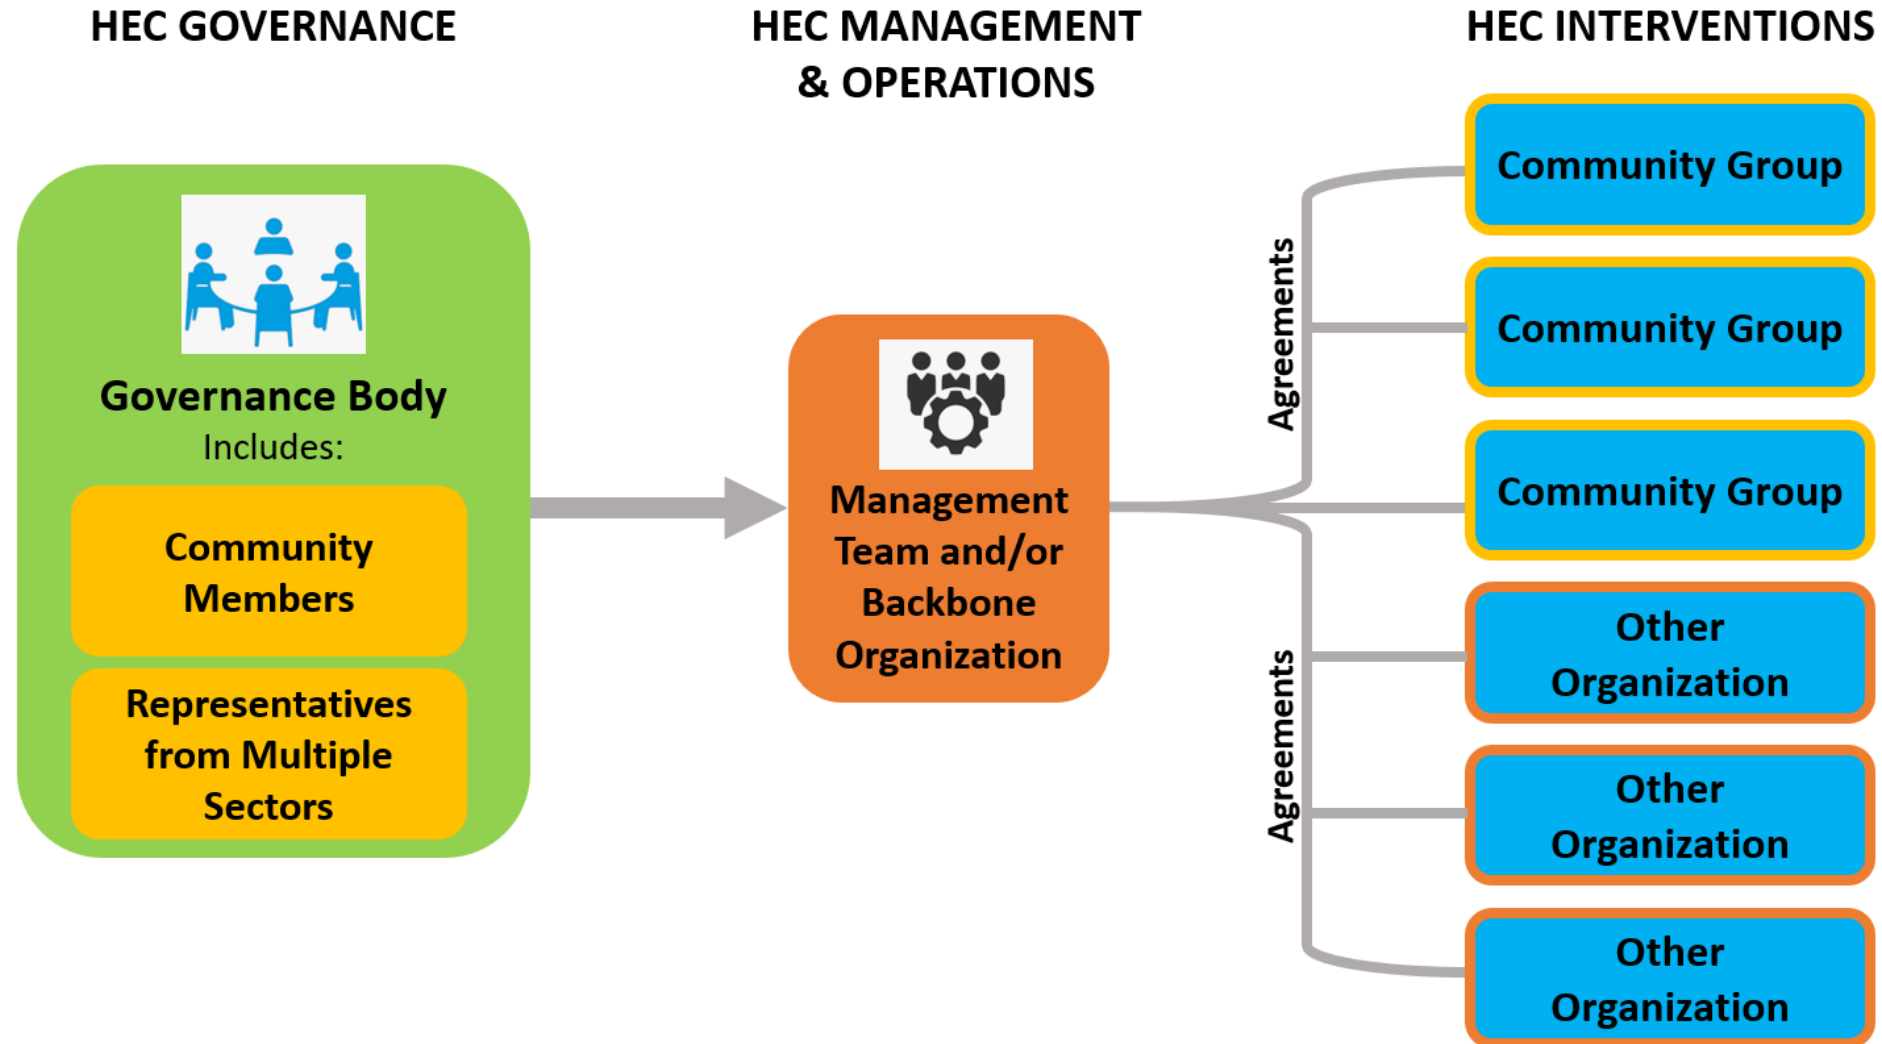 HEC GOVERNANCE
HEC MANAGEMENT
& OPERATIONS
HEC INTERVENTIONS
Governance Body
Includes:
Community
Members
Representatives
from Multiple
Sectors
Management
Team and/or
Backbone
Organization
Agreements
Agreements
Community Group
Community Group
Community Group
Other
Organization
Other
Organization
Other
Organization